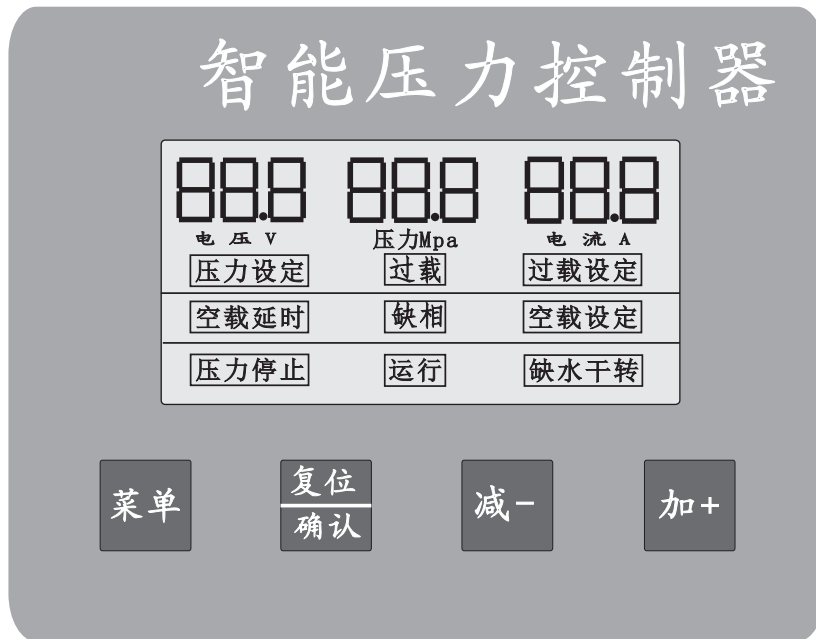 智能压力控制器
88.8 88.8 88.8
电压V 压力Mpa 电流A
压力设定 过载 过载设定
空载延时 缺相 空载设定
压力停止 运行 缺水干转
菜单 复位 减- 加+
确认